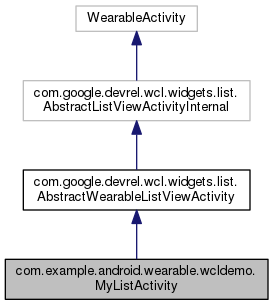 WearableActivity
com.google.devrel.wcl.widgets.list.
AbstractListViewActivityInternal
com.google.devrel.wcl.widgets.list.
AbstractWearableListViewActivity
com.example.android.wearable.wcldemo.
MyListActivity